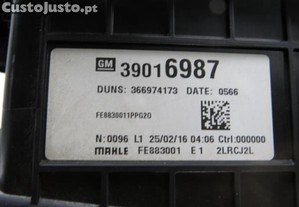 CustoJusto.pt
GM 39016987
DUNS: 366974173 DATE: 0566
FE8830011PPG2Q
N:0096 L1 25/02/16 04:06 Ctrl:000000
MAHLE FE883001 E1 2LRCJ2L